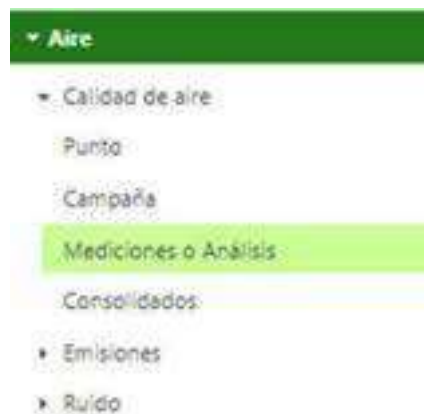 Aire
Calidad de aire
Punto
Campaña
Mediciones o Análisis
Consolidados
Emisiones
Ruido